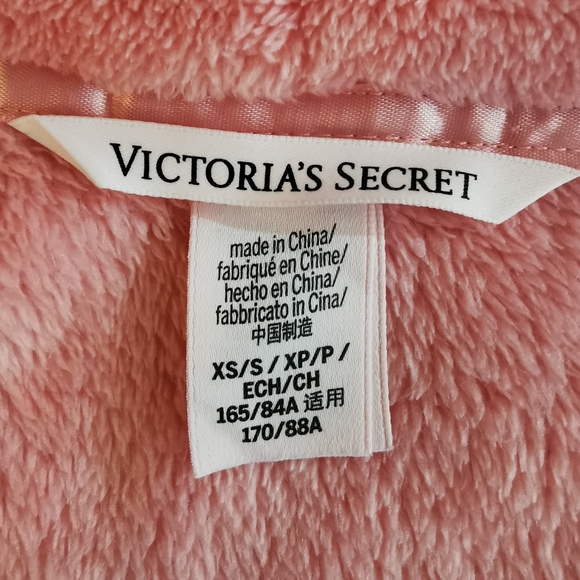 VICTORIA'S SECRET
made in China/
fabriqué en Chine/
hecho en China/
fabbricato in Cina/
中国制造
XS/S / XP/P /
ECH/CH
165/84A 适用
170/88A